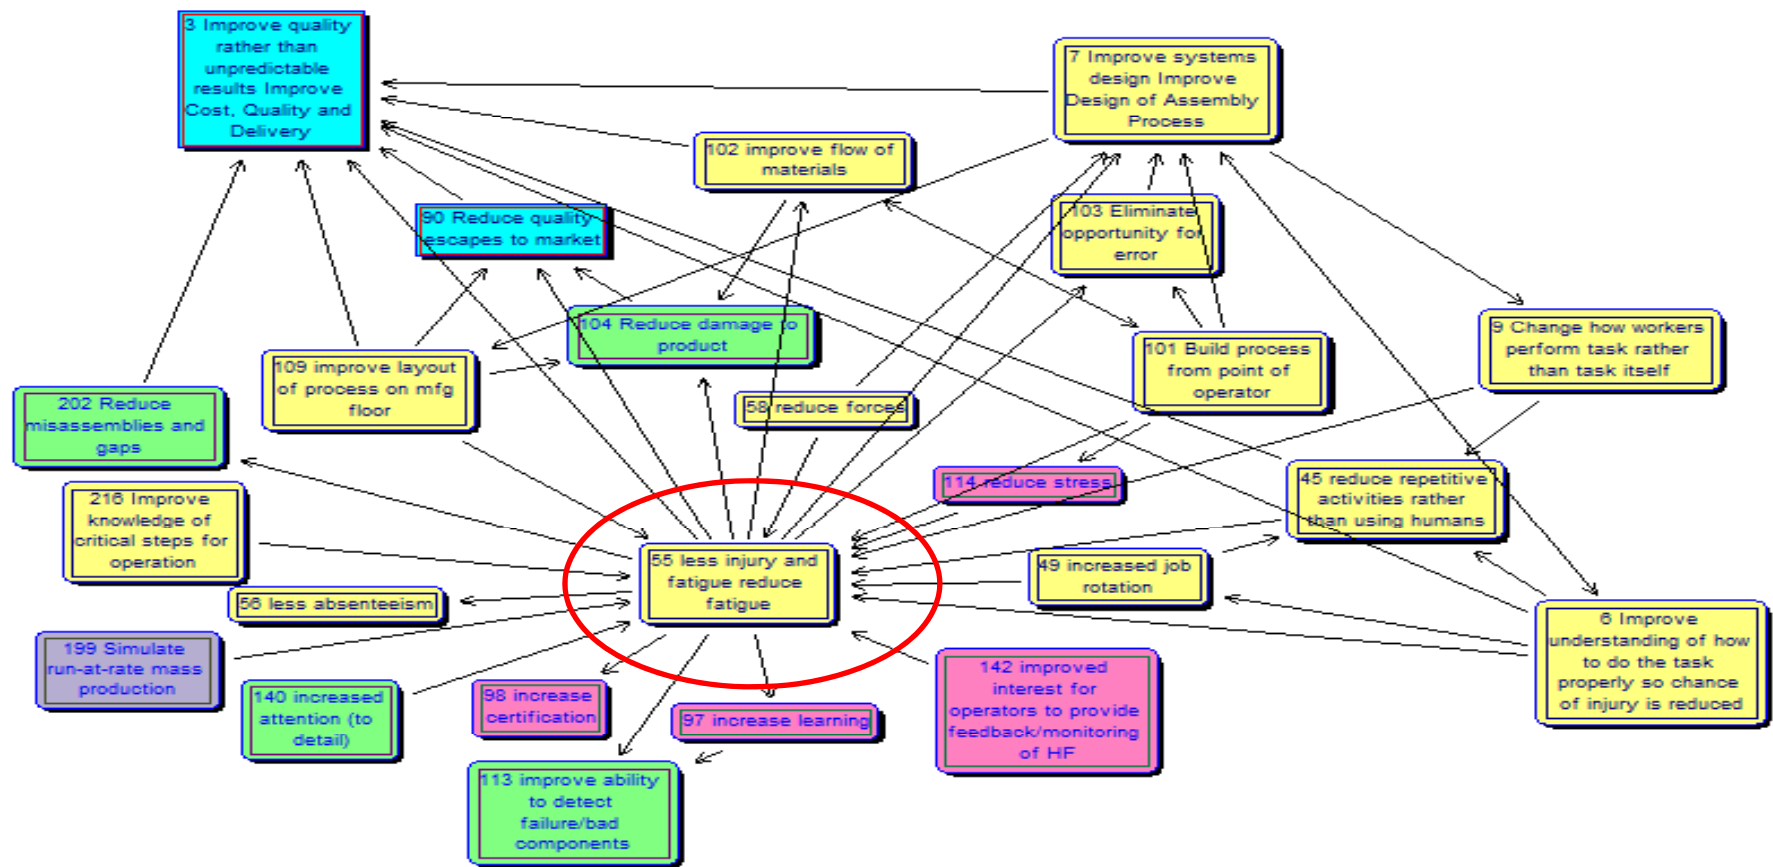 3 Improve quality
rather than
unpredictable
results Improve
Cost, Quality and
Delivery
7 Improve systems
design Improve
Design of Assembly
Process
102 improve flow of
materials
90 Reduce quality
escapes to market
103 Eliminate
opportunity for
error
104 Reduce damage to
product
109 improve layout
of process on mfg
floor
101 Build process
from point of
operator
9 Change how workers
perform task rather
than task itself
202 Reduce
misassemblies and
gaps
58 reduce forces
114 reduce stress
45 reduce repetitive
activities rather
than using humans
216 Improve
knowledge of
critical steps for
operation
55 less injury and
fatigue reduce
fatigue
49 increased job
rotation
56 less absenteeism
6 Improve
understanding of how
to do the task
properly so chance
of injury is reduced
199 Simulate
run-at-rate mass
production
140 increased
attention (to
detail)
98 increase
certification
97 increase learning
142 improved
interest for
operators to provide
feedback/monitoring
of HF
113 improve ability
to detect
failure/bad
components